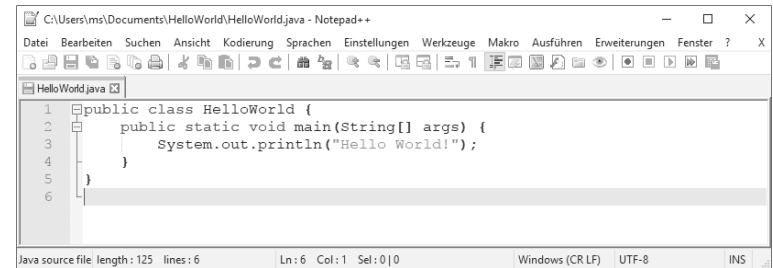 C:\Users\ms\Documents\HelloWorld\HelloWorld.java - Notepad++
Datei Bearbeiten Suchen Ansicht Kodierung Sprachen Einstellungen Werkzeuge Makro Ausführen Erweiterungen Fenster ? X
HelloWorld.java
1 public class HelloWorld {
2 public static void main(String[] args) {
3 System.out.println("Hello World!");
4 }
5 }
6
Java source file length : 125 lines : 6 Ln : 6 Col : 1 Sel : 0 | 0 Windows (CR LF) UTF-8 INS